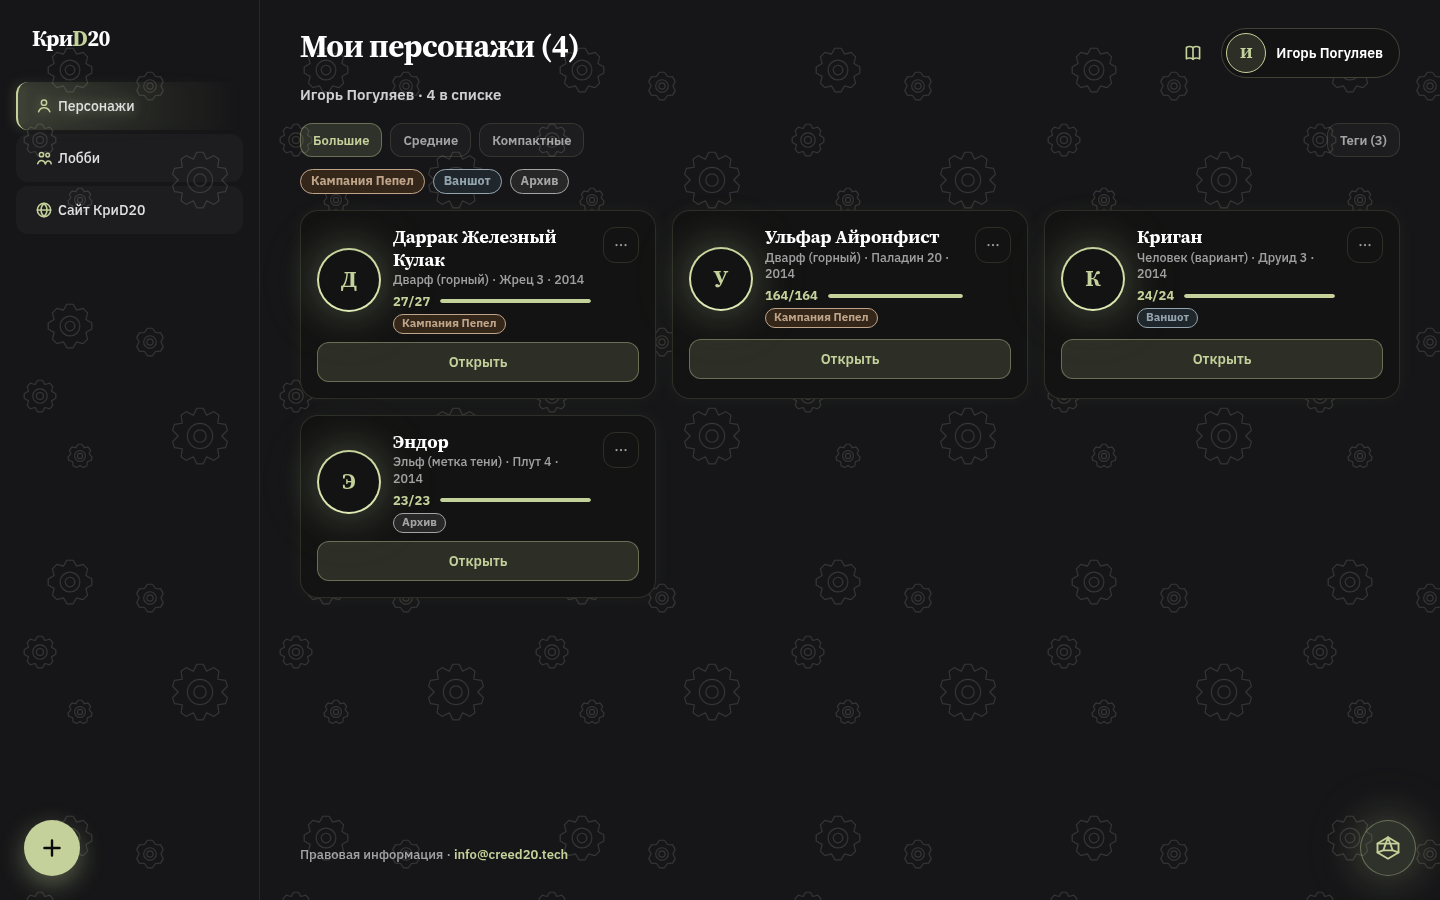 КриD20
Персонажи
Лобби
Сайт КриD20
Мои персонажи (4)
И
Игорь Погуляев
Игорь Погуляев · 4 в списке
Большие
Средние
Компактные
Теги (3)
Кампания Пепел
Ваншот
Архив
Д
Даррак Железный
Кулак
Дварф (горный) · Жрец 3 · 2014
27/27
Кампания Пепел
Открыть
У
Ульфар Айронфист
Дварф (горный) · Паладин 20 ·
2014
164/164
Кампания Пепел
Открыть
К
Криган
Человек (вариант) · Друид 3 ·
2014
24/24
Ваншот
Открыть
Э
Эндор
Эльф (метка тени) · Плут 4 ·
2014
23/23
Архив
Открыть
Правовая информация · info@creed20.tech